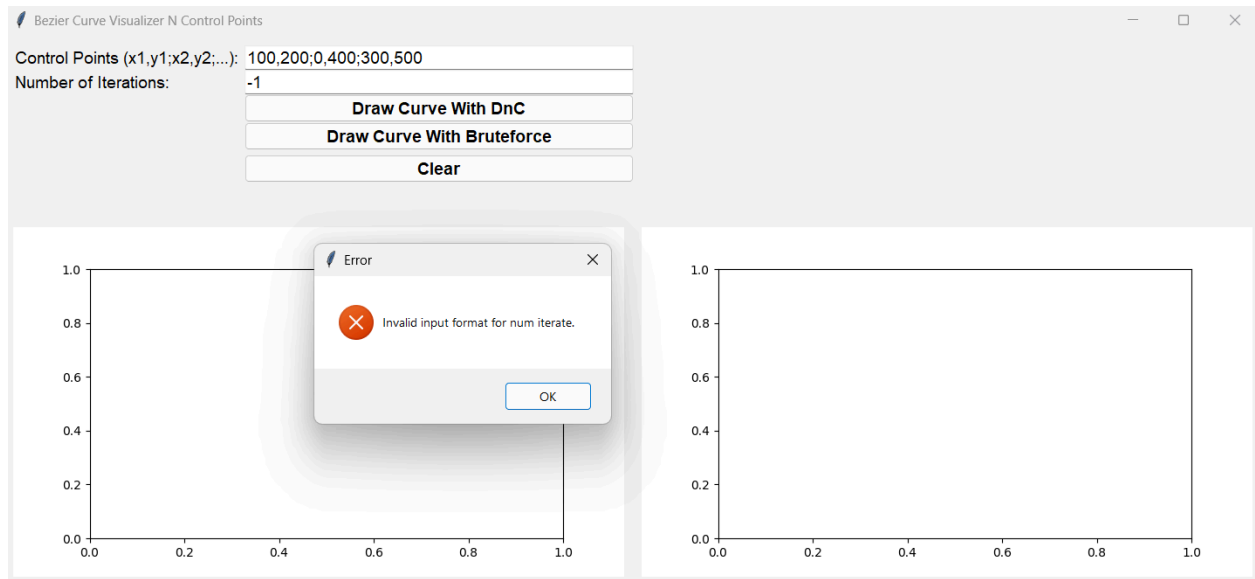 Bezier Curve Visualizer N Control Points
Control Points (x1,y1;x2,y2;...): 100,200;0,400;300,500
Number of Iterations: -1
Draw Curve With DnC
Draw Curve With Bruteforce
Clear
Error
Invalid input format for num iterate.
OK
1.0
0.8
0.6
0.4
0.2
0.0
0.0 0.2 0.4 0.6 0.8 1.0
1.0
0.8
0.6
0.4
0.2
0.0
0.0 0.2 0.4 0.6 0.8 1.0